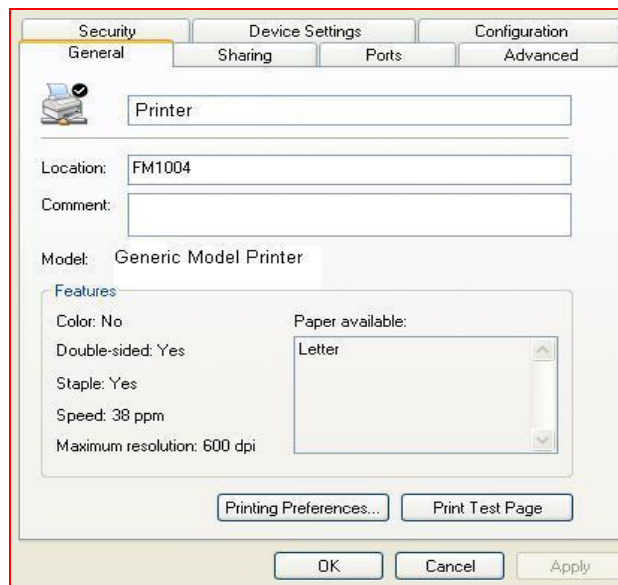 Security Device Settings Configuration
General Sharing Ports Advanced
Printer
Location: FM1004
Comment:
Model: Generic Model Printer
Features
Color: No
Double-sided: Yes
Staple: Yes
Speed: 38 ppm
Maximum resolution: 600 dpi
Paper available:
Letter
Printing Preferences... Print Test Page
OK Cancel Apply